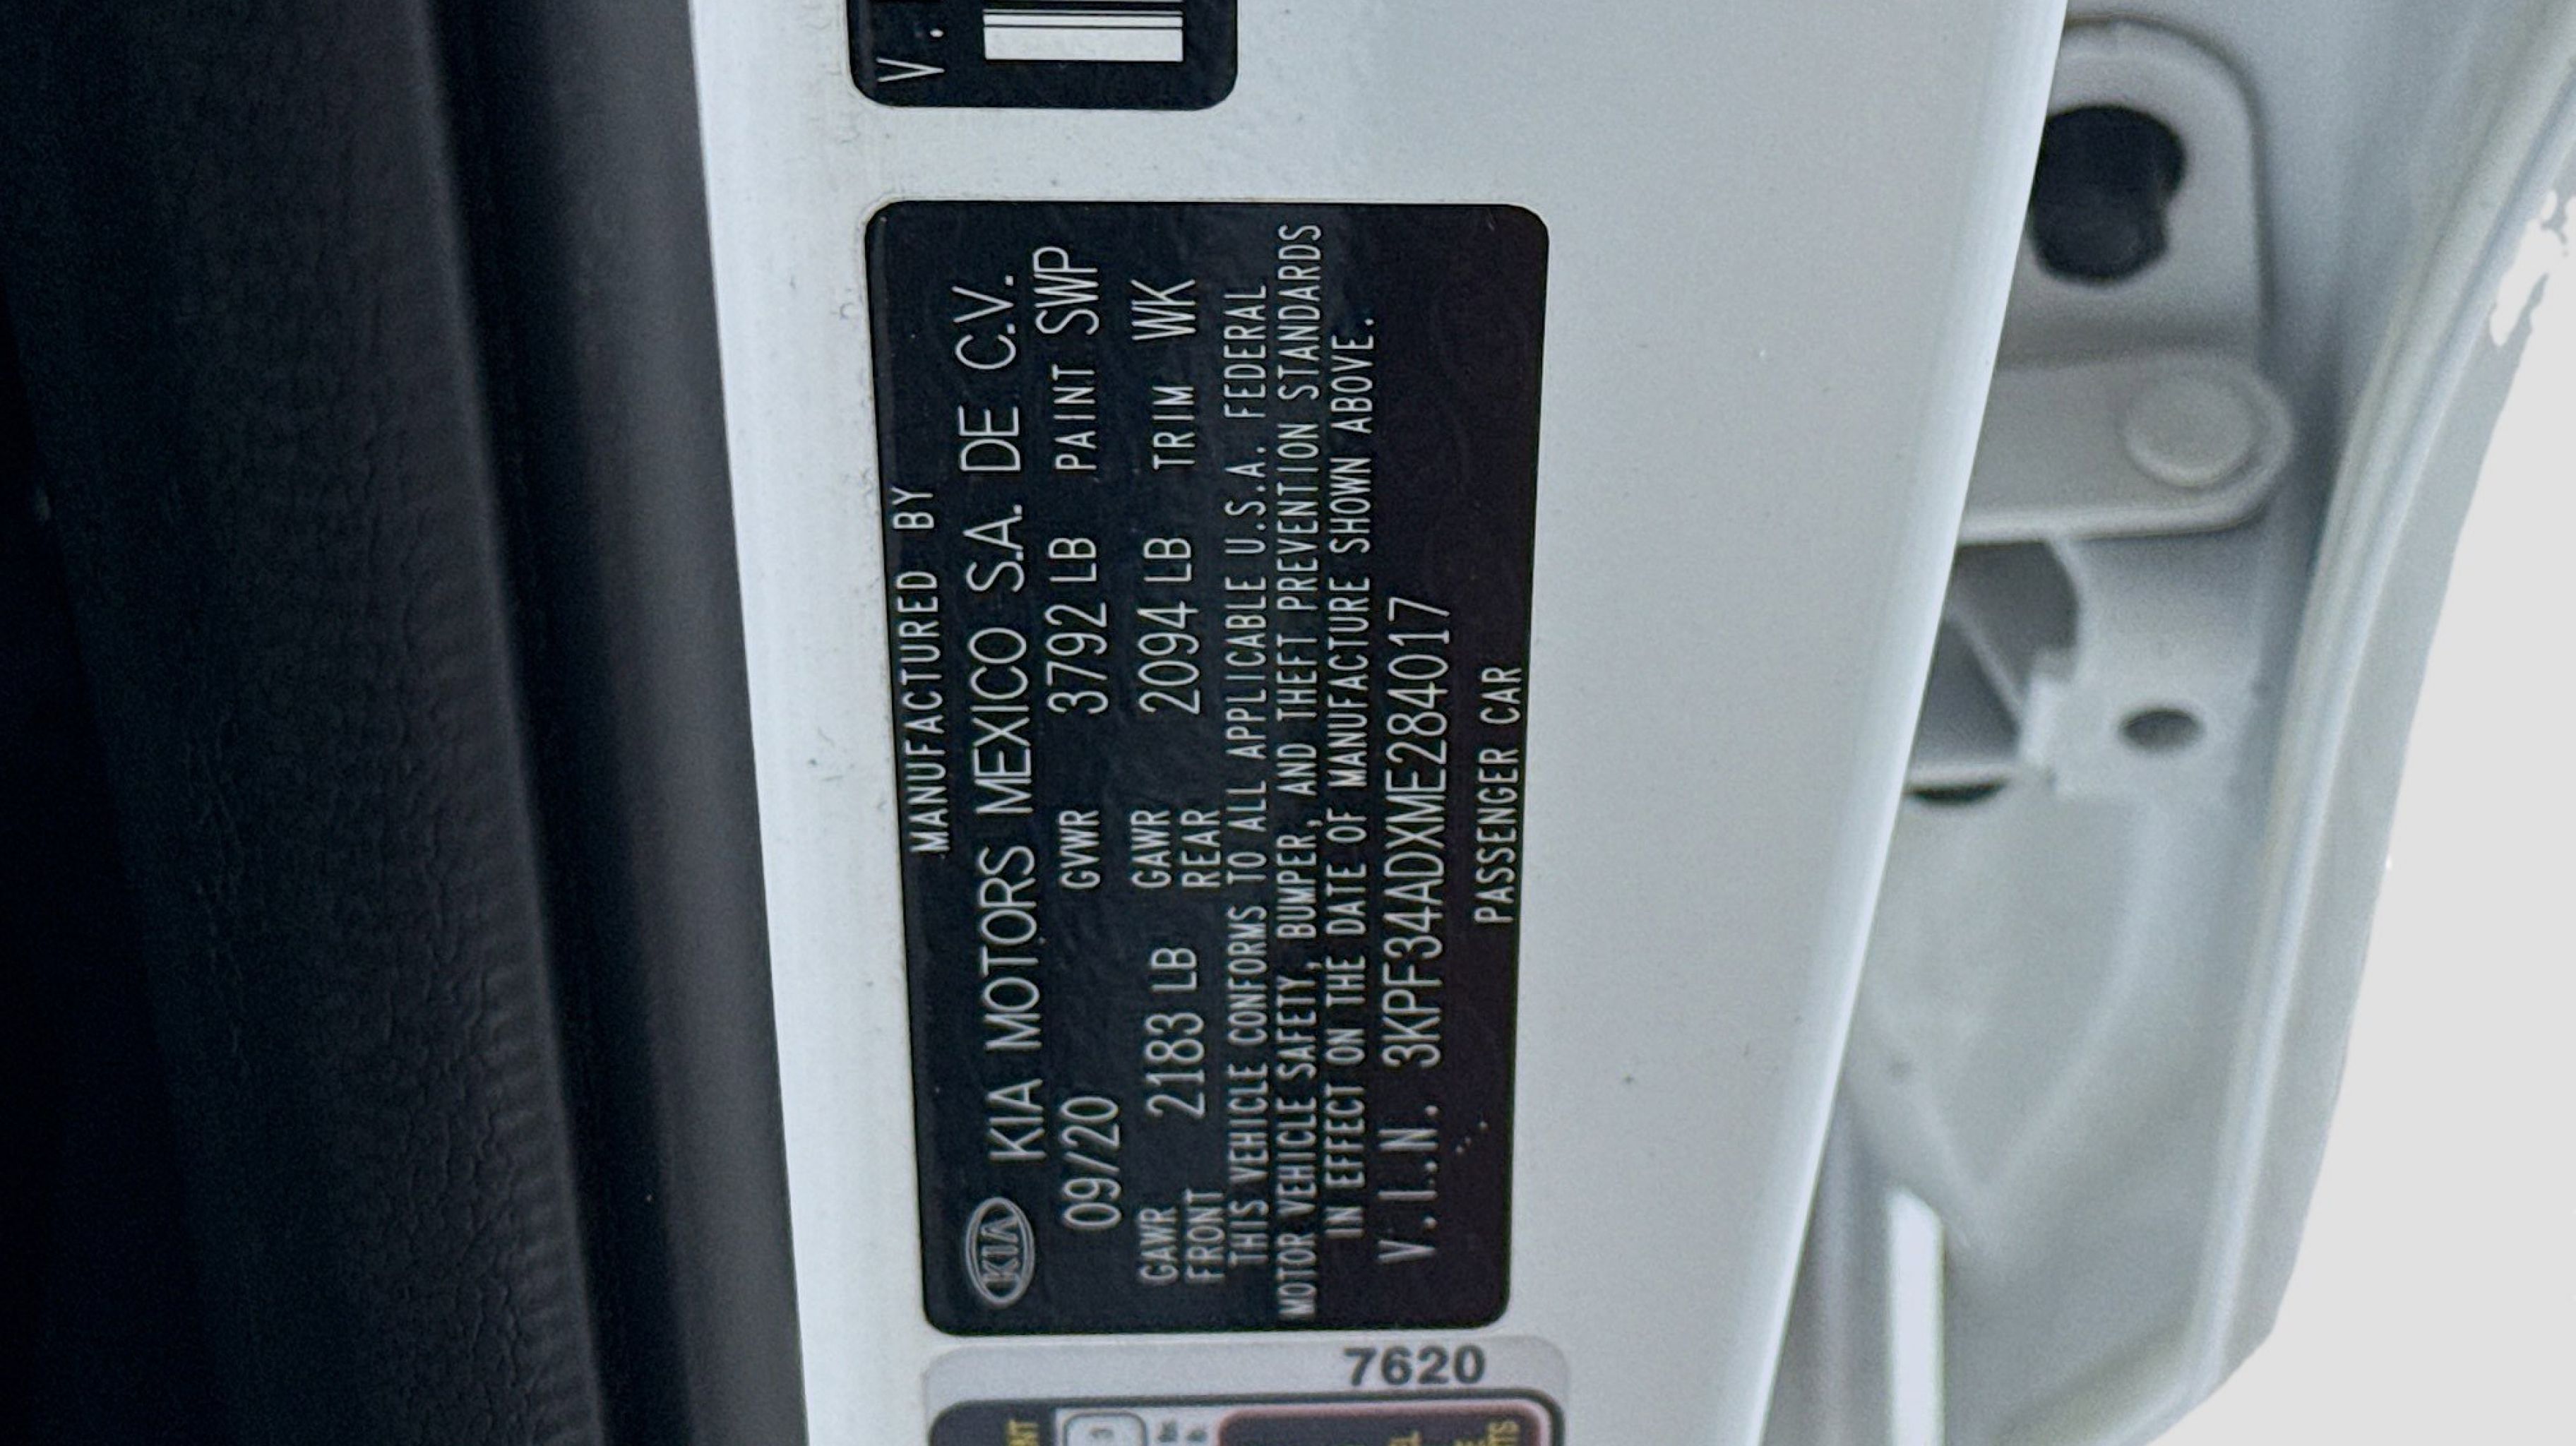 V.
MANUFACTURED BY
KIA KIA MOTORS MEXICO S.A. DE C.V.
09/20 GVWR 3792 LB PAINT SWP
GAWR FRONT 2183 LB GAWR REAR 2094 LB TRIM WK
THIS VEHICLE CONFORMS TO ALL APPLICABLE U.S.A. FEDERAL
MOTOR VEHICLE SAFETY, BUMPER, AND THEFT PREVENTION STANDARDS
IN EFFECT ON THE DATE OF MANUFACTURE SHOWN ABOVE.
V.I.N. 3KPF34ADXME284017
PASSENGER CAR
7620